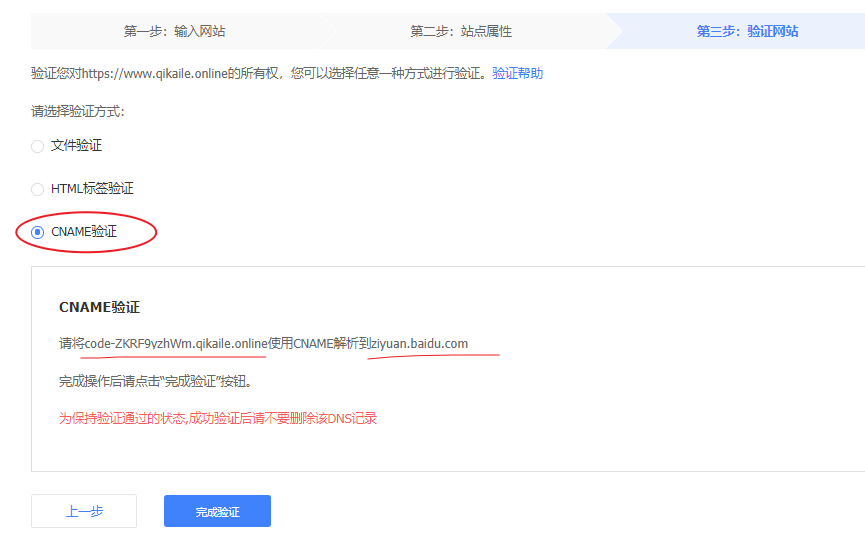 第一步：输入网站 第二步：站点属性 第三步：验证网站
验证您对https://www.qikaile.online的所有权，您可以选择任意一种方式进行验证。验证帮助
请选择验证方式：
文件验证
HTML标签验证
CNAME验证
CNAME验证
请将code-ZKRF9yzhWm.qikaile.online使用CNAME解析到ziyuan.baidu.com
完成操作后请点击“完成验证”按钮。
为保持验证通过的状态,成功验证后请不要删除该DNS记录
上一步 完成验证